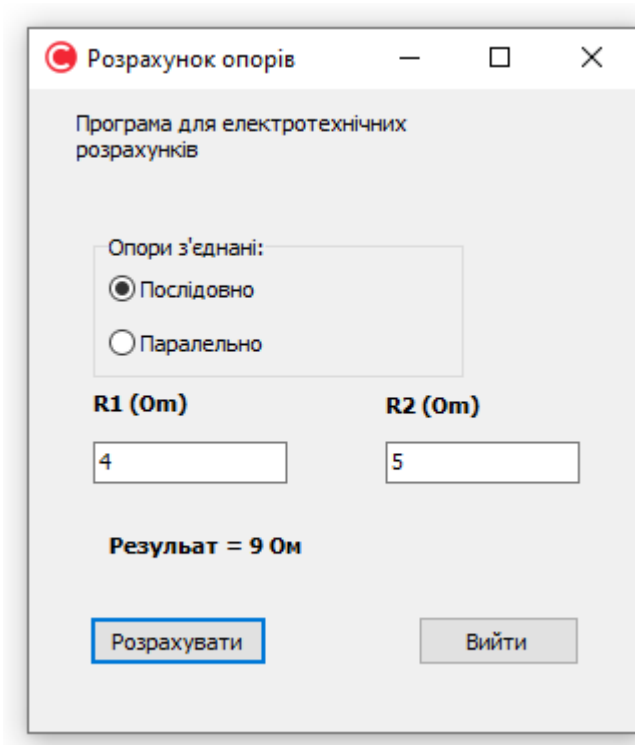 Розрахунок опорів
Програма для електротехнічних
розрахунків
Опори з'єднані:
Послідовно
Паралельно
R1 (Om) R2 (Om)
4 5
Резульат = 9 Ом
Розрахувати Вийти